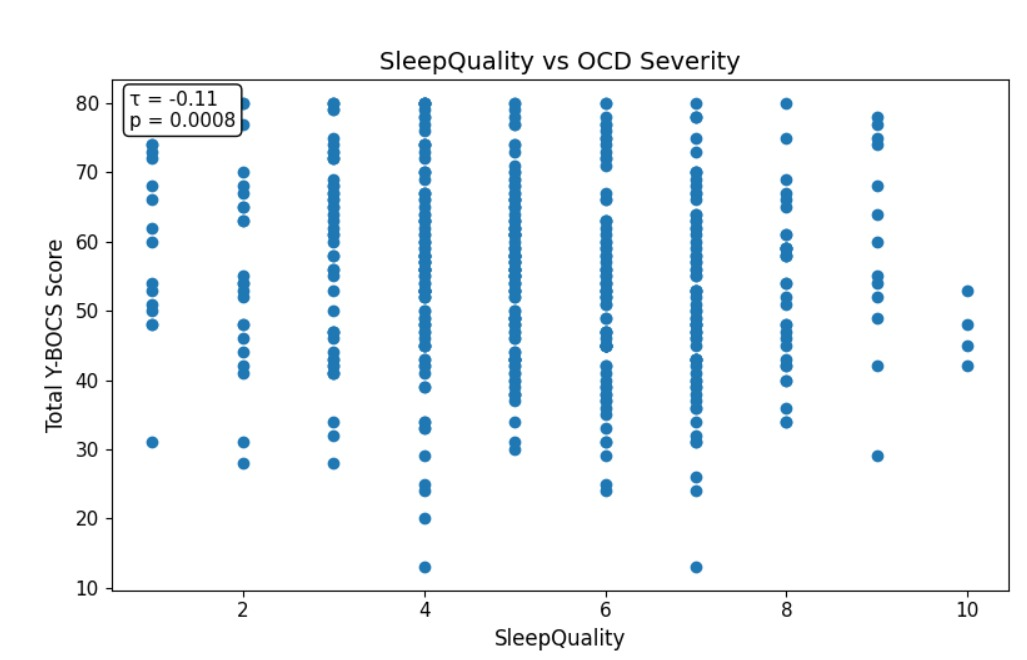 SleepQuality vs OCD Severity
τ = -0.11
p = 0.0008
80
70
60
50
40
30
20
10
Total Y-BOCS Score
2 4 6 8 10
SleepQuality